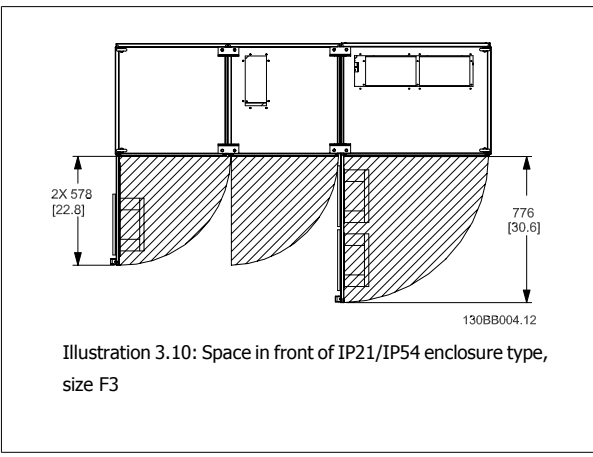 2X 578
[22.8]
776
[30.6]
130BB004.12
Illustration 3.10: Space in front of IP21/IP54 enclosure type,
size F3